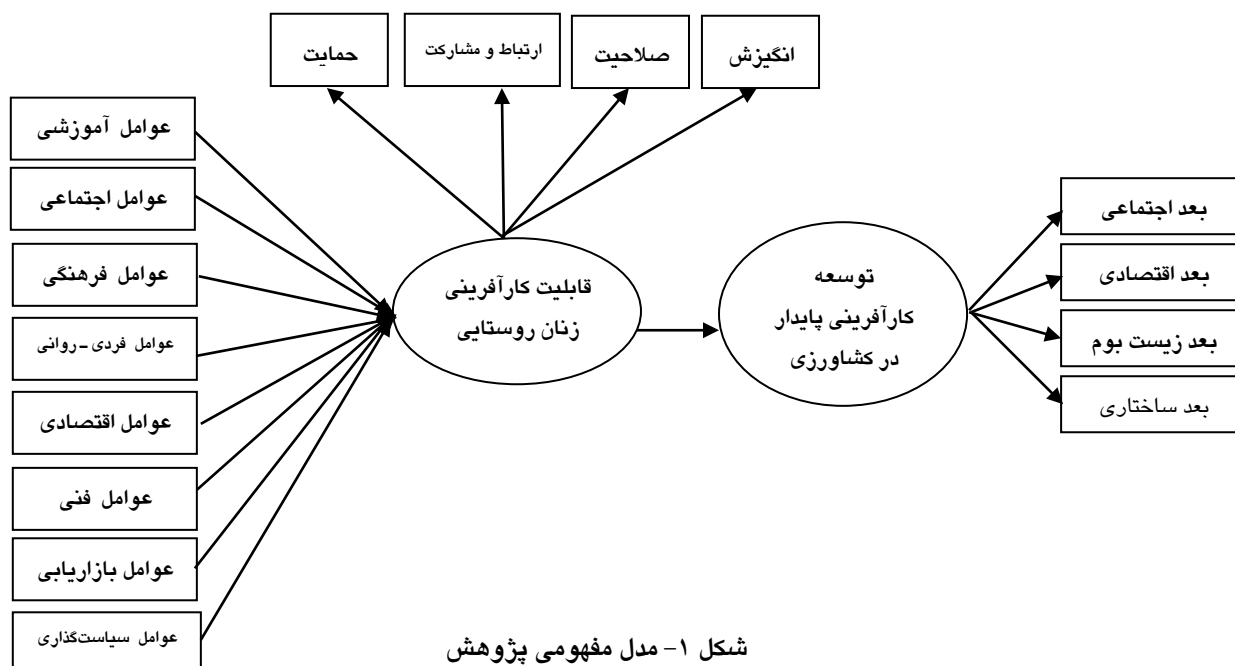 انگیزش
صلاحیت
ارتباط و مشارکت
حمایت
عوامل آموزشی
عوامل اجتماعی
عوامل فرهنگی
عوامل فردی-روانی
عوامل اقتصادی
عوامل فنی
عوامل بازاریابی
عوامل سیاست‌گذاری
قابلیت کارآفرینی
زنان روستایی
توسعه
کارآفرینی پایدار
در کشاورزی
بعد اجتماعی
بعد اقتصادی
بعد زیست بوم
بعد ساختاری
شکل ۱- مدل مفهومی پژوهش